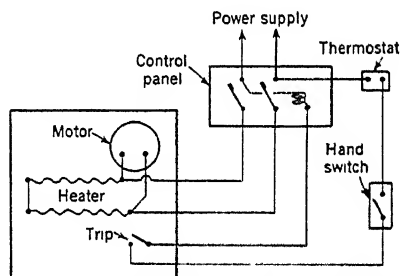 Power supply
Thermostat
Control
panel
Motor
Hand
switch
Heater
Trip